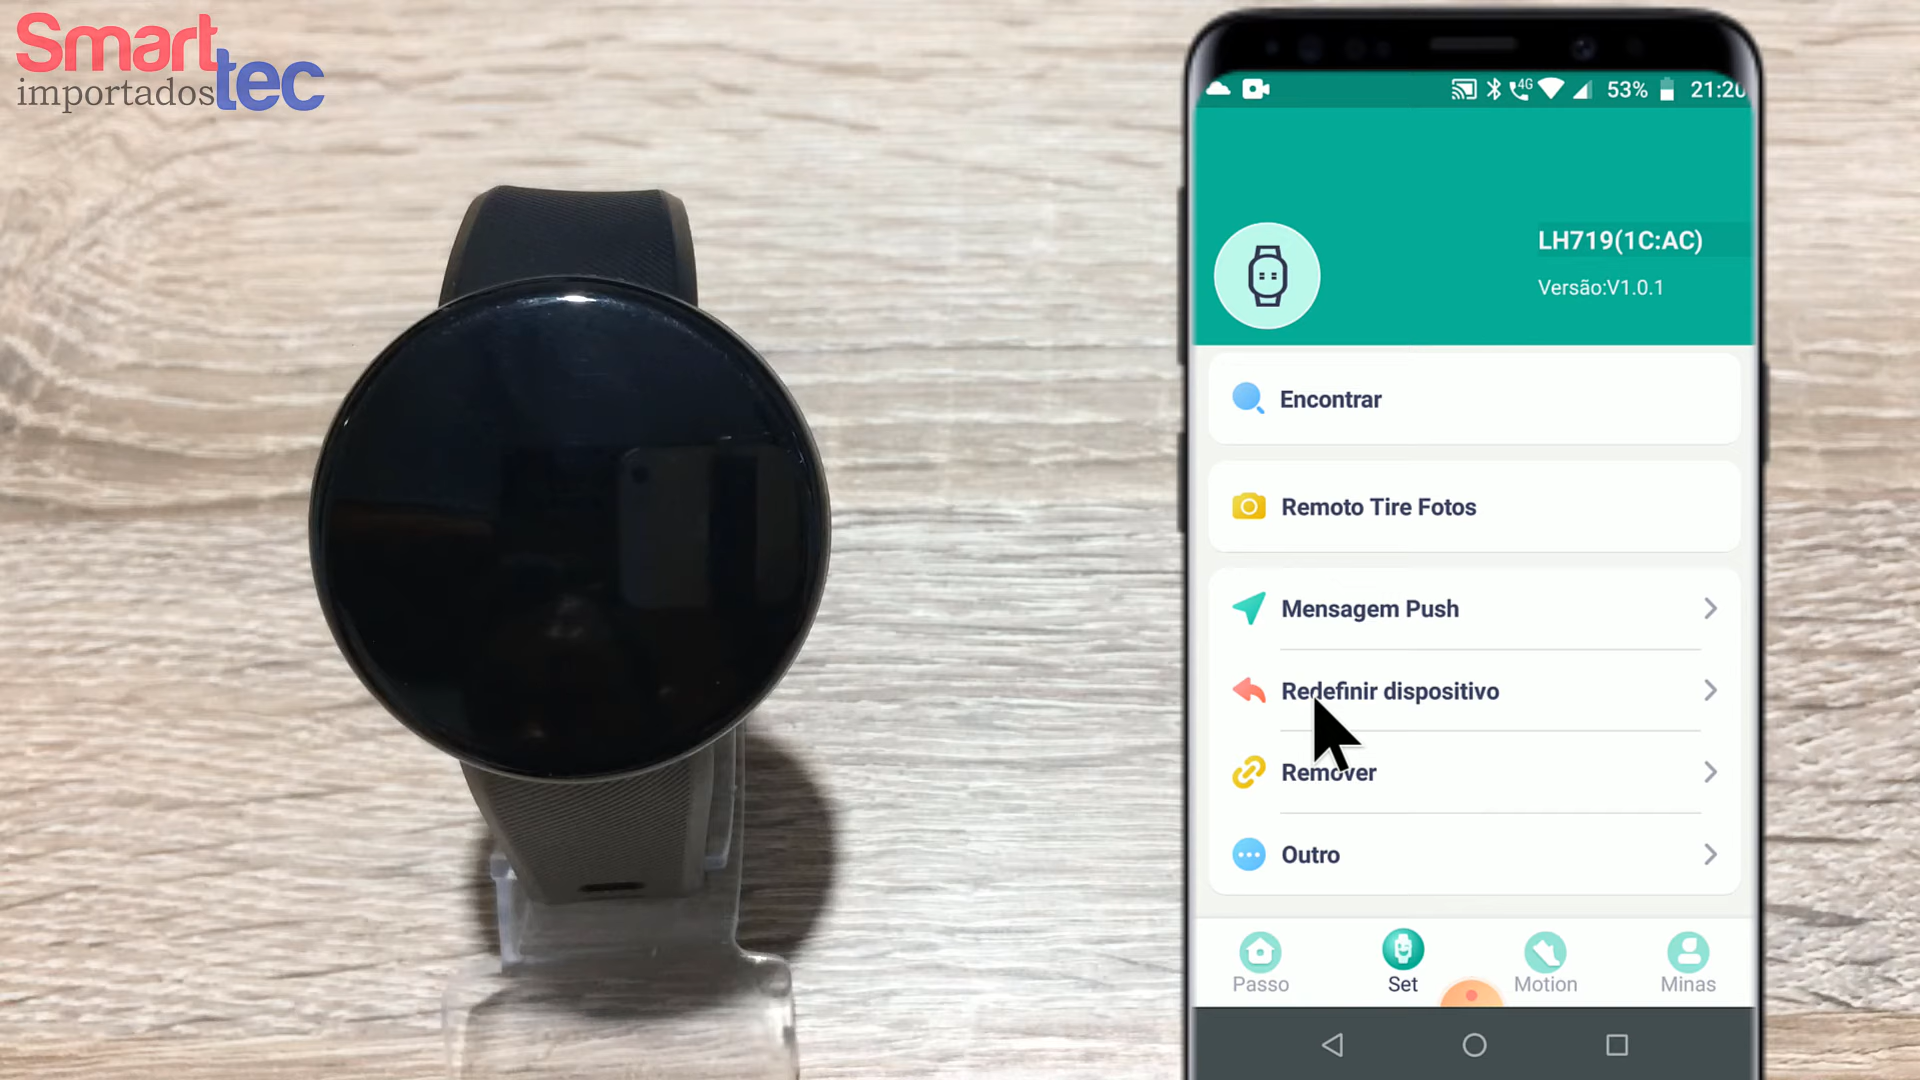 Smart
tec
importados
4G
53%
21:20
LH719(1C:AC)
Versão:V1.0.1
Encontrar
Remoto Tire Fotos
Mensagem Push
Redefinir dispositivo
Remover
Outro
Passo
Set
Motion
Minas